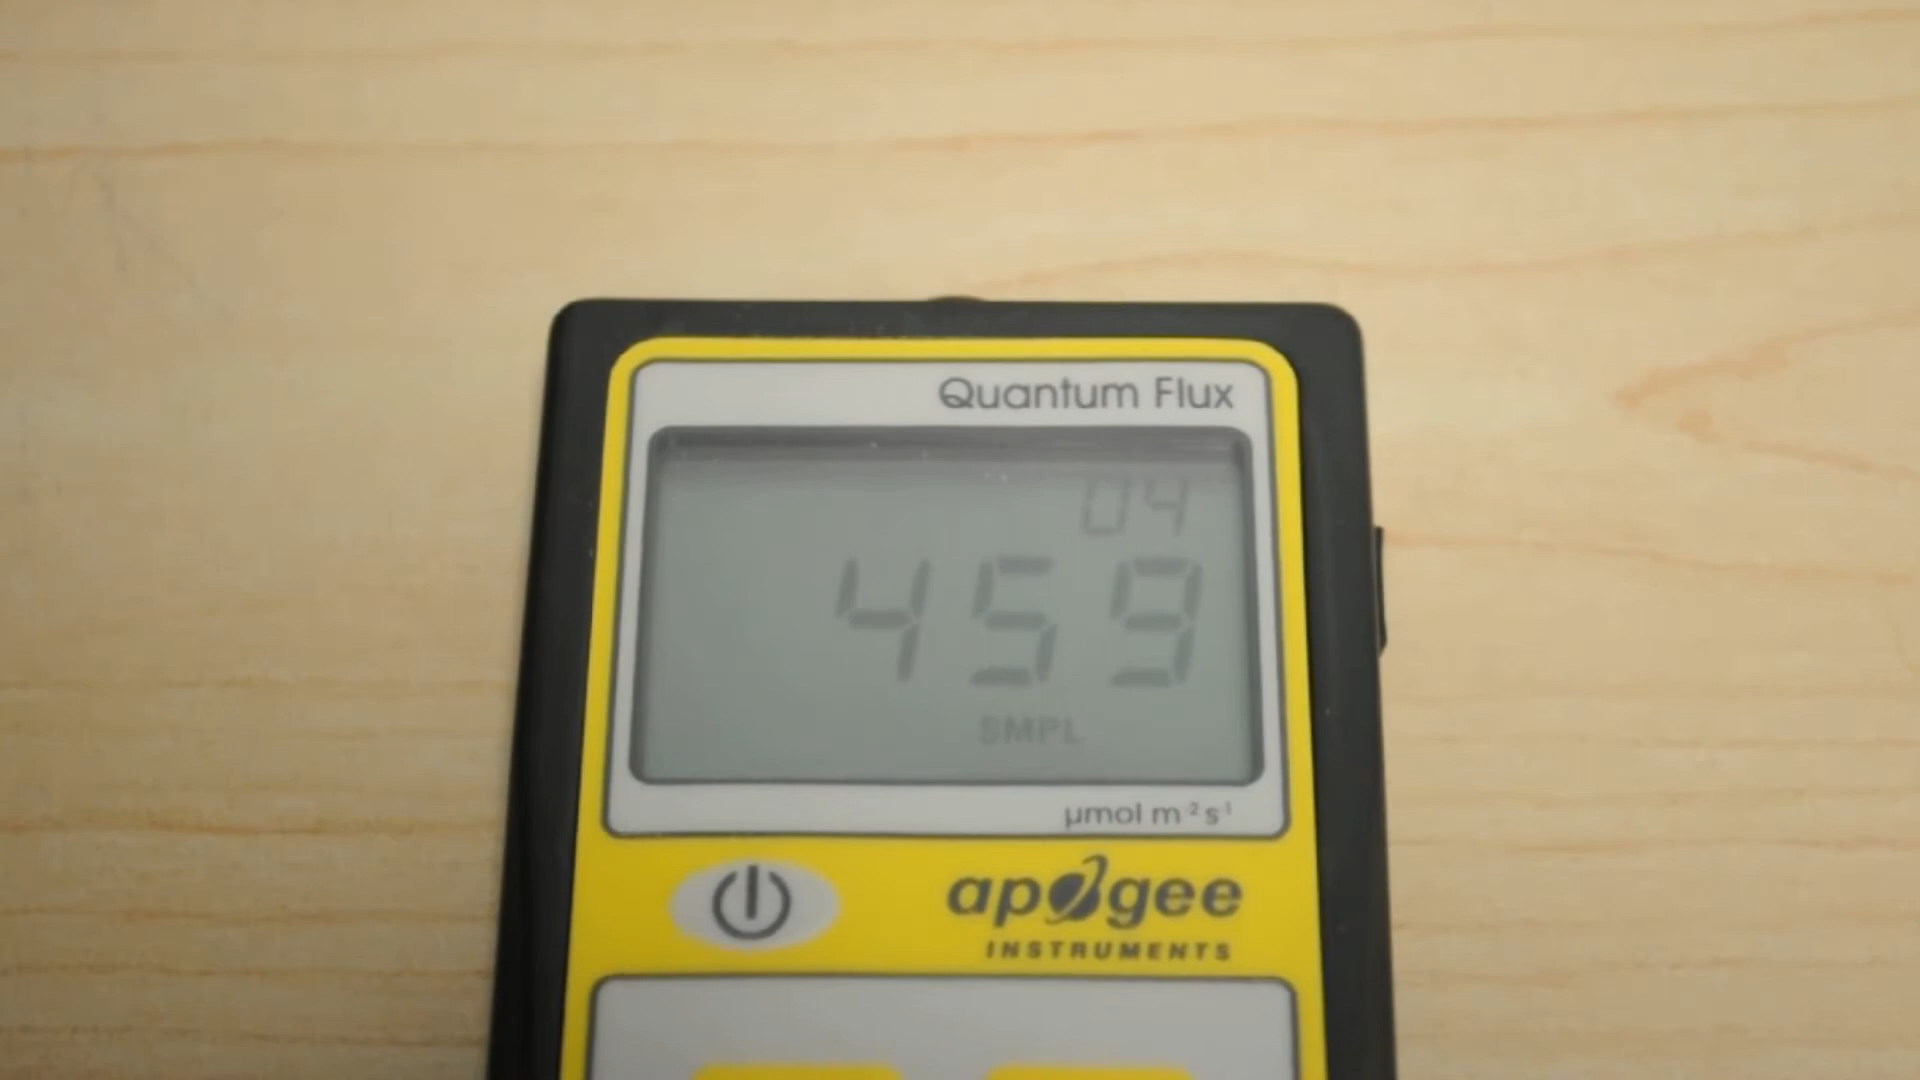 Quantum Flux
04
459
SMPL
µmol m⁻² s⁻¹
apogee
INSTRUMENTS